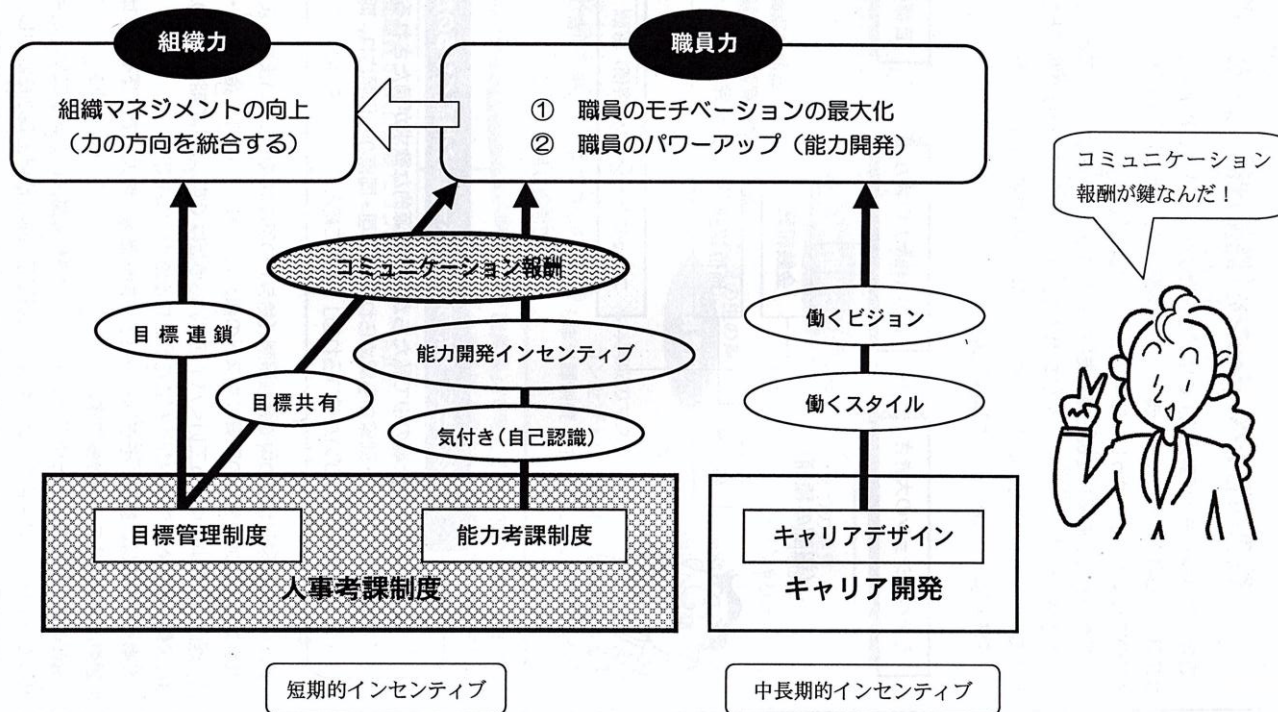 組織力
職員力
組織マネジメントの向上
（力の方向を統合する）
① 職員のモチベーションの最大化
② 職員のパワーアップ（能力開発）
コミュニケーション
報酬が鍵なんだ！
コミュニケーション報酬
目標連鎖
目標共有
能力開発インセンティブ
気付き（自己認識）
働くビジョン
働くスタイル
目標管理制度
能力考課制度
人事考課制度
キャリアデザイン
キャリア開発
短期的インセンティブ
中長期的インセンティブ